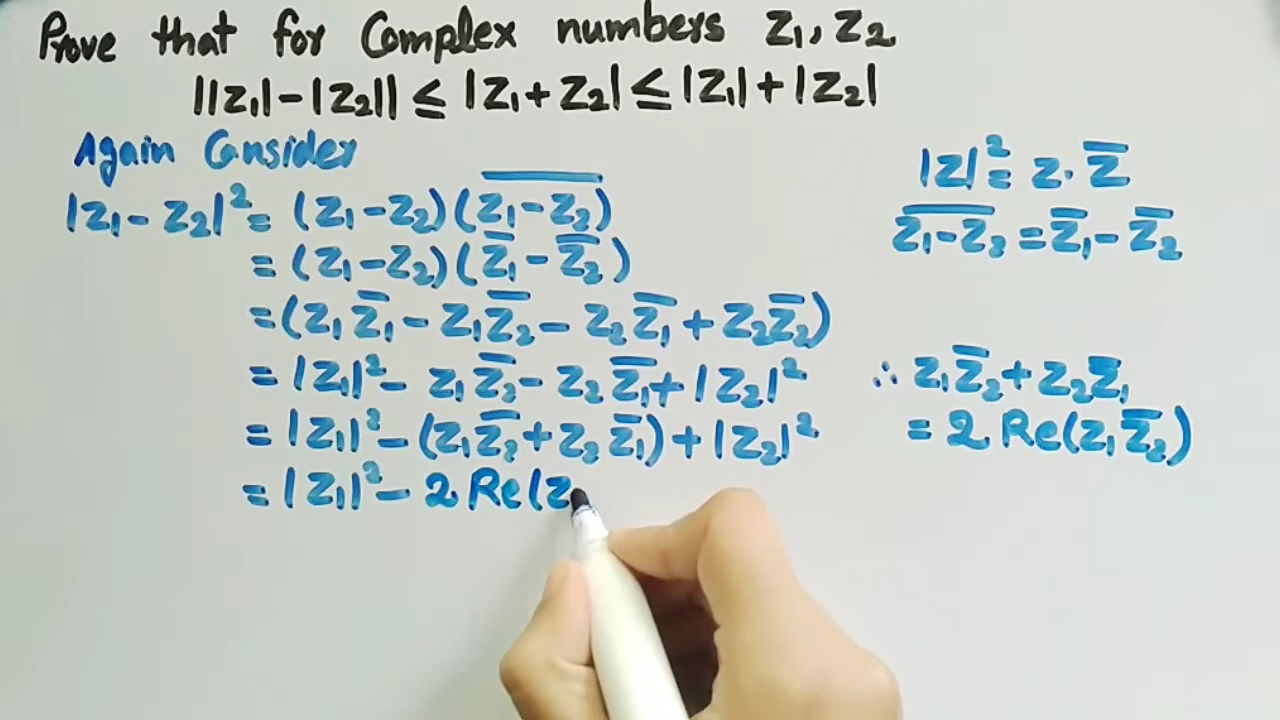 Prove that for Complex numbers z₁, z₂
||z₁|-|z₂|| ≤ |z₁+z₂| ≤ |z₁|+|z₂|
Again Consider
|z₁-z₂|² = (z₁-z₂)(z̅₁̅-̅z̅₂̅)
= (z₁-z₂)(z̅₁-z̅₂)
= (z₁z̅₁ - z₁z̅₂ - z₂z̅₁ + z₂z̅₂)
= |z₁|² - z₁z̅₂ - z₂z̅₁ + |z₂|²
= |z₁|² - (z₁z̅₂ + z₂z̅₁) + |z₂|²
= |z₁|² - 2 Re(z
|z|² = z·z̅
z̅₁̅-̅z̅₂̅ = z̅₁ - z̅₂
∴ z₁z̅₂ + z₂z̅₁
= 2 Re(z₁z̅₂)